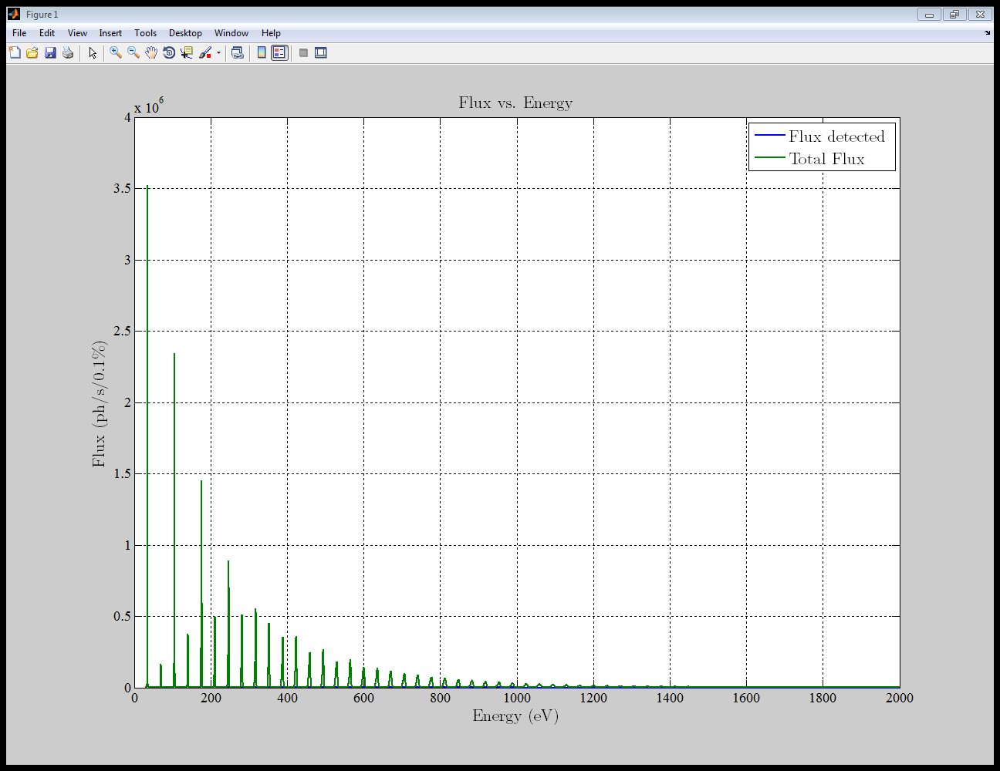 Figure 1
File Edit View Insert Tools Desktop Window Help
Flux vs. Energy
x 10^6
4
3.5
3
2.5
2
1.5
1
0.5
0
Flux (ph/s/0.1%)
Flux detected
Total Flux
0 200 400 600 800 1000 1200 1400 1600 1800 2000
Energy (eV)